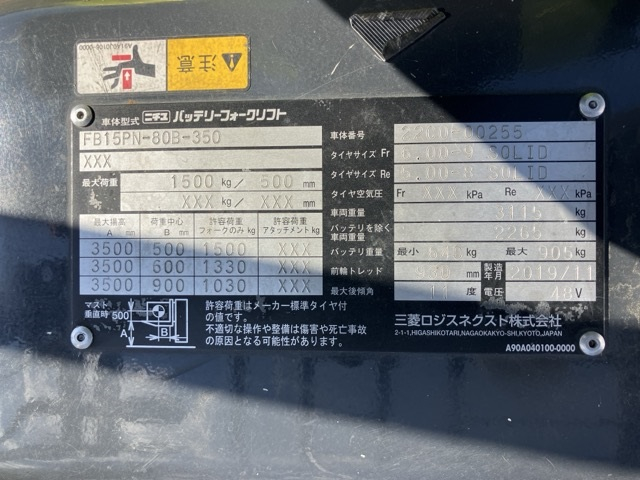 A91A20100-0000
注意
車体型式 ニチユ バッテリーフォークリフト
FB15PN-80B-350
XXX
最大荷重 1500 kg/ 500 mm
XXX kg/ XXX mm
最大揚高 A mm 荷重中心 B mm 許容荷重 フォークのみ kg 許容荷重 アタッチメント kg
3500 500 1500 XXX
3500 600 1330 XXX
3500 900 1030 XXX
マスト垂直時 500 A B
許容荷重はメーカー標準タイヤ付
の値です。
不適切な操作や整備は傷害や死亡事故
の原因となる可能性があります。
車体番号
タイヤサイズ Fr 6.00-9 SOLID
タイヤサイズ Re 5.00-8 SOLID
タイヤ空気圧 Fr XXX kPa Re XXX kPa
車両重量 kg
バッテリを除く車両重量 2265 kg
バッテリ重量 最小 kg 最大 905 kg
前輪トレッド mm 製造年月 2019/11
最大後傾角 11 度 電圧 48 V
三菱ロジスネクスト株式会社
2-1-1,HIGASHIKOTARI,NAGAOKAKYO-SHI,KYOTO,JAPAN
A90A040100-0000